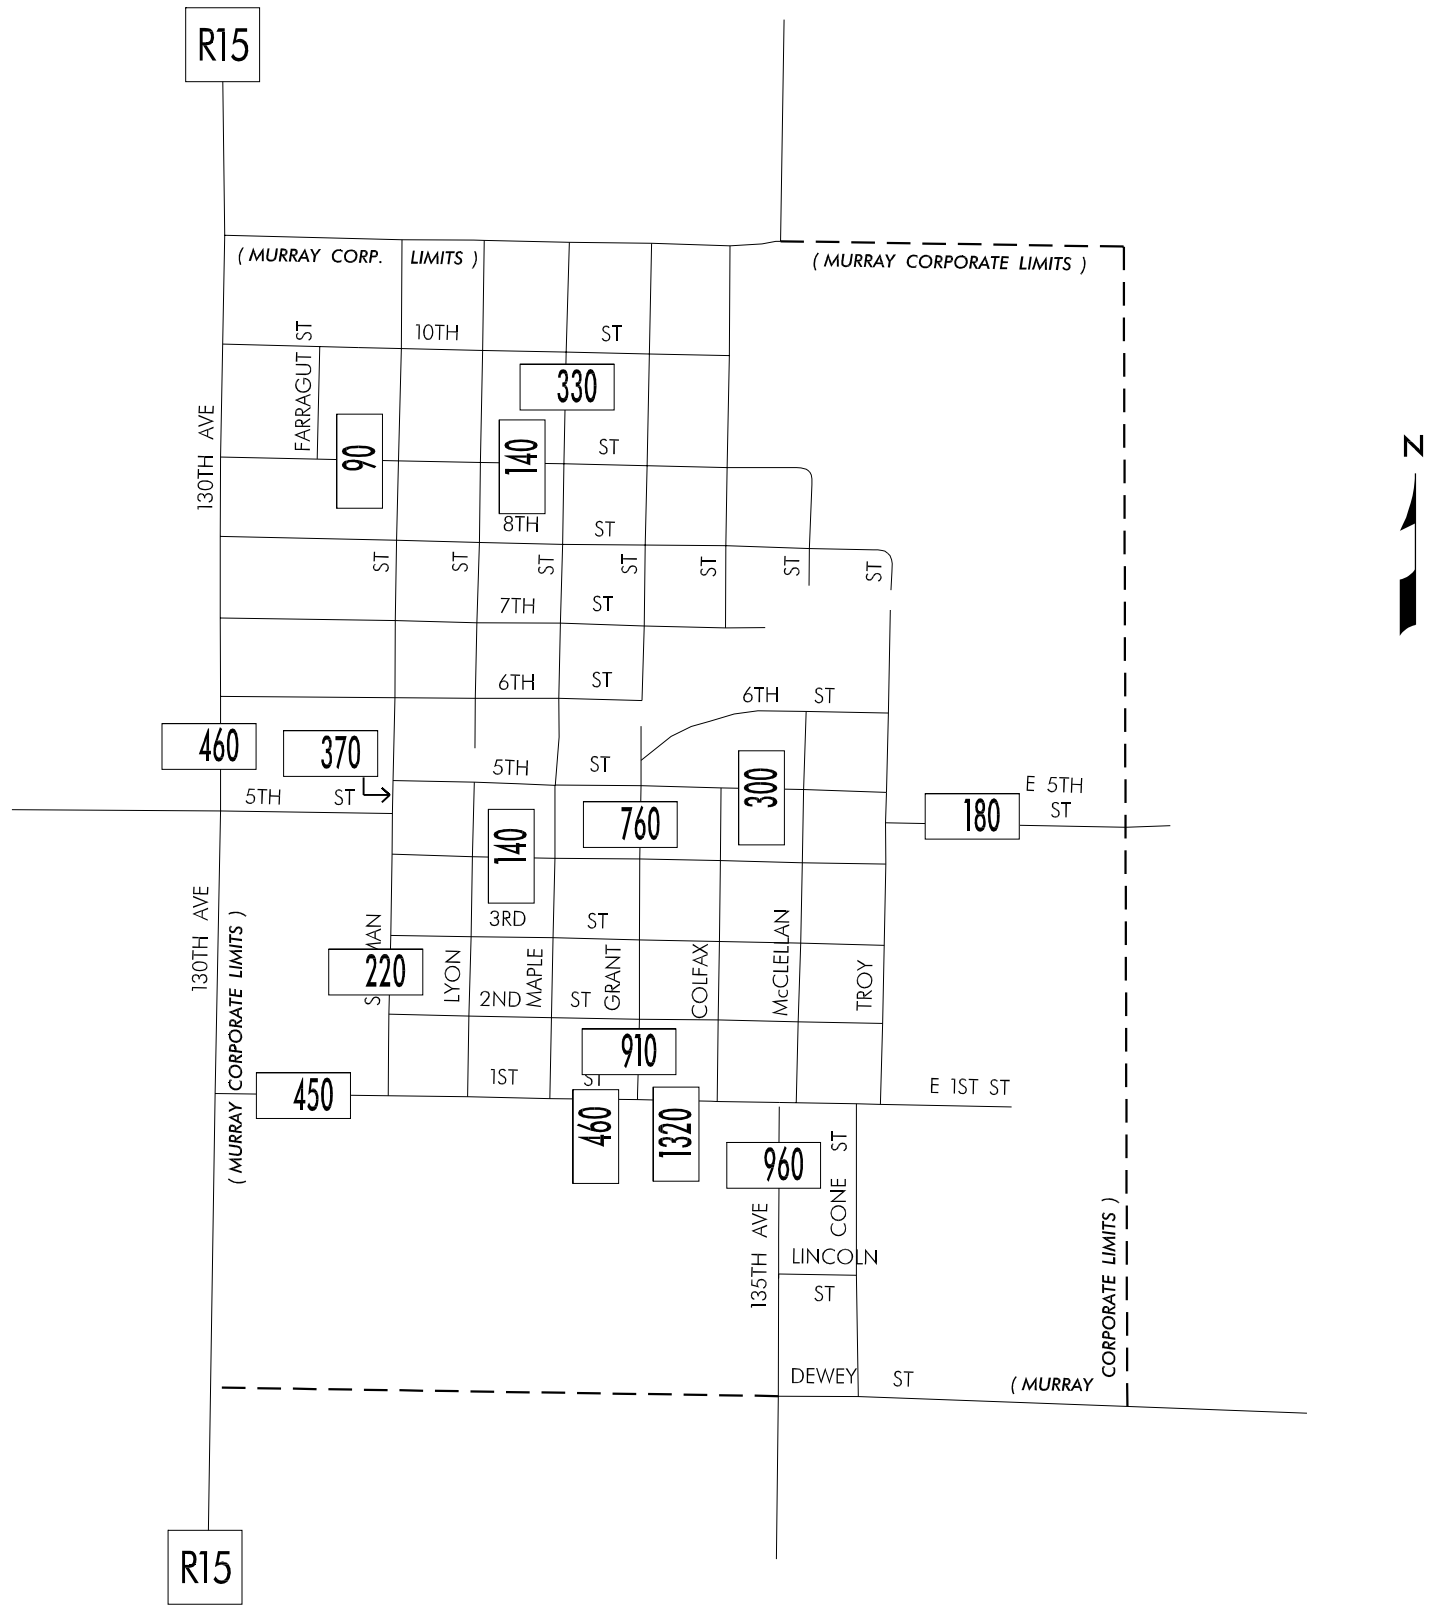 R15
( MURRAY CORP. LIMITS )
( MURRAY CORPORATE LIMITS )
10TH ST
FARRAGUT ST
330
130TH AVE
90
140
ST
N
8TH ST
ST
ST
ST
ST
ST
ST
ST
7TH ST
6TH ST
6TH ST
460
370
5TH ST
300
5TH ST
E 5TH
ST
180
760
140
130TH AVE
( MURRAY CORPORATE LIMITS )
3RD ST
220
LYON
MAPLE
GRANT
COLFAX
McCLELLAN
TROY
2ND ST
910
1ST ST
450
E 1ST ST
460
1320
960
CONE ST
135TH AVE
LINCOLN
ST
DEWEY ST
( MURRAY
CORPORATE LIMITS )
R15